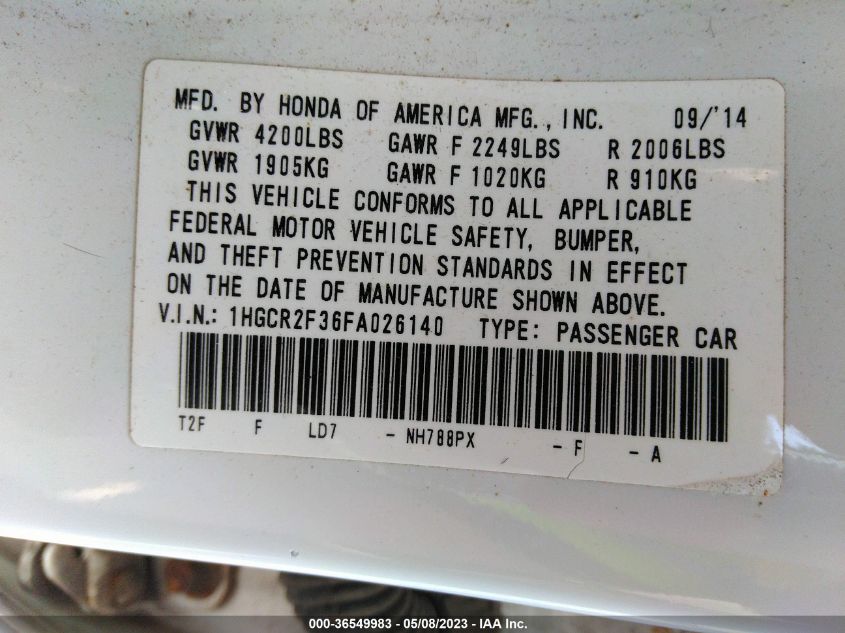 MFD. BY HONDA OF AMERICA MFG., INC. 09/'14
GVWR 4200LBS GAWR F 2249LBS R 2006LBS
GVWR 1905KG GAWR F 1020KG R 910KG
THIS VEHICLE CONFORMS TO ALL APPLICABLE
FEDERAL MOTOR VEHICLE SAFETY, BUMPER,
AND THEFT PREVENTION STANDARDS IN EFFECT
ON THE DATE OF MANUFACTURE SHOWN ABOVE.
V.I.N.: 1HGCR2F36FA026140 TYPE: PASSENGER CAR
T2F F LD7 - NH788PX - F - A
000-36549983 - 05/08/2023 - IAA Inc.